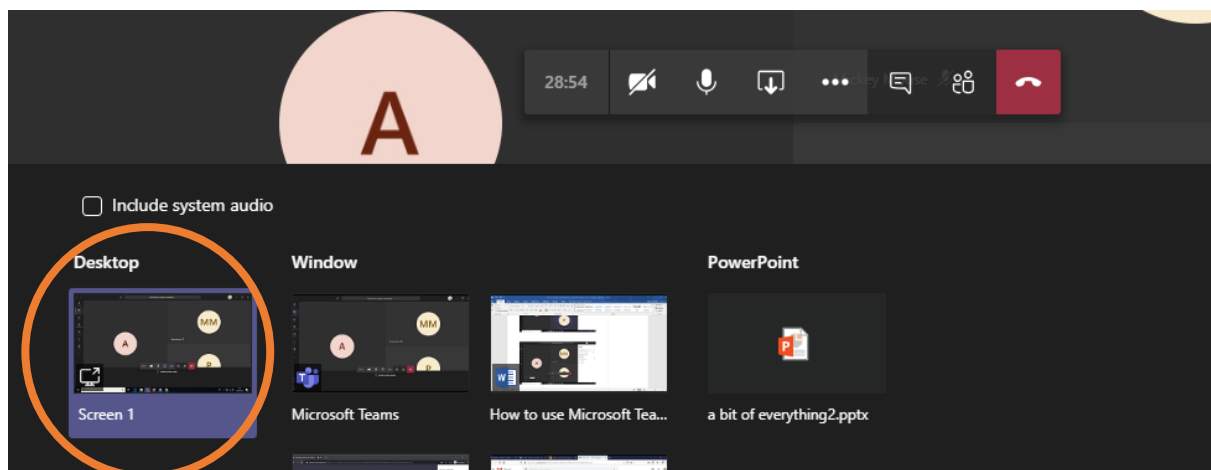 28:54
A
Include system audio
Desktop
Window
PowerPoint
MM
A
MM
A
P
W
P
Screen 1
Microsoft Teams
How to use Microsoft Tea...
a bit of everything2.pptx